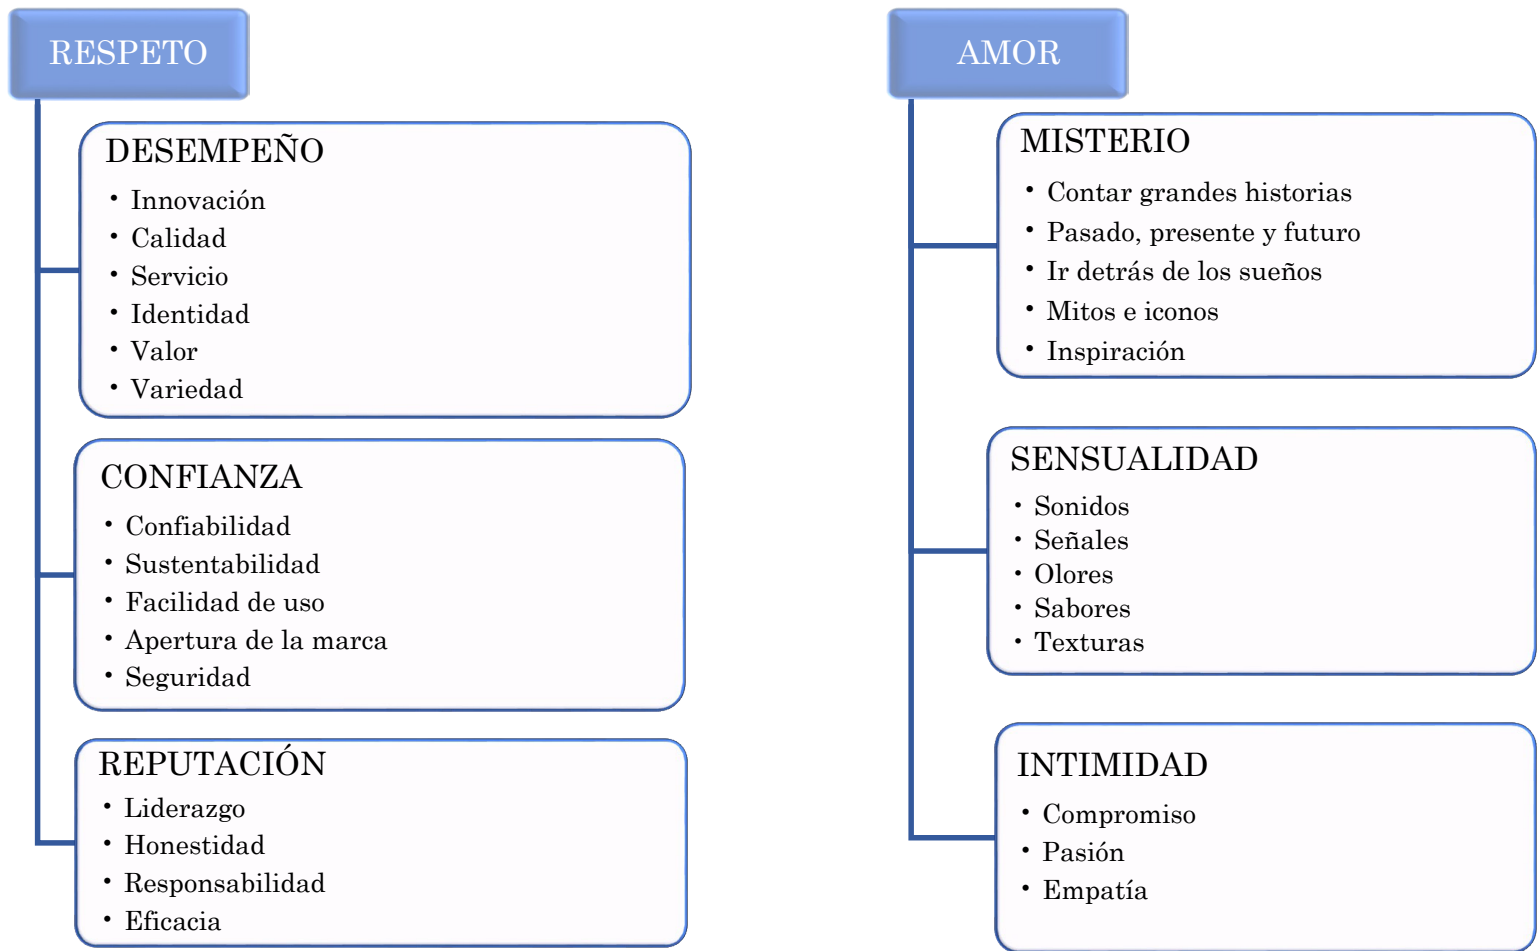 RESPETO
DESEMPEÑO
• Innovación
• Calidad
• Servicio
• Identidad
• Valor
• Variedad
CONFIANZA
• Confiabilidad
• Sustentabilidad
• Facilidad de uso
• Apertura de la marca
• Seguridad
REPUTACIÓN
• Liderazgo
• Honestidad
• Responsabilidad
• Eficacia
AMOR
MISTERIO
• Contar grandes historias
• Pasado, presente y futuro
• Ir detrás de los sueños
• Mitos e iconos
• Inspiración
SENSUALIDAD
• Sonidos
• Señales
• Olores
• Sabores
• Texturas
INTIMIDAD
• Compromiso
• Pasión
• Empatía